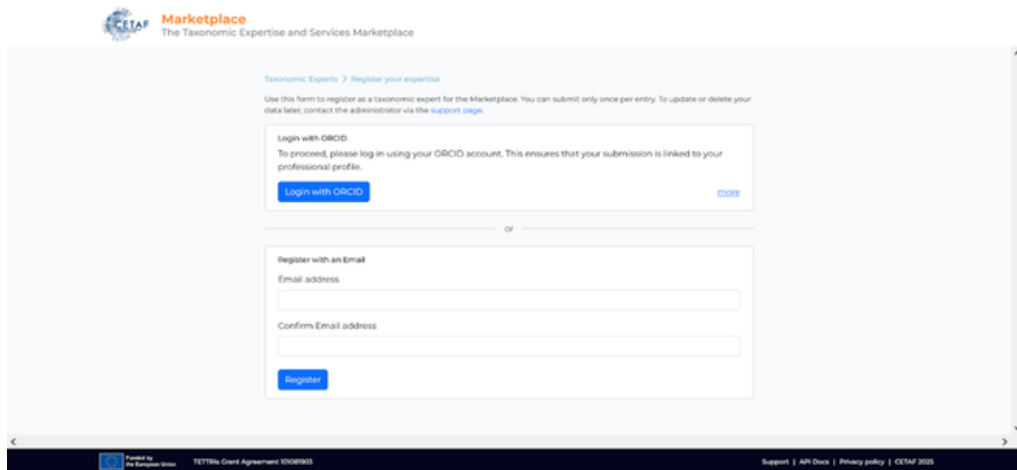 CETAF
Marketplace
The Taxonomic Expertise and Services Marketplace
Taxonomic Experts > Register your expertise
Use this form to register as a taxonomic expert for the Marketplace. You can submit only once per entry. To update or delete your
data later, contact the administrator via the support page.
Login with ORCID
To proceed, please log in using your ORCID account. This ensures that your submission is linked to your
professional profile.
Login with ORCID
more
or
Register with an Email
Email address
Confirm Email address
Register
Funded by
the European Union
TETTRIs Grant Agreement 101081903
Support | API Docs | Privacy policy | CETAF 2025